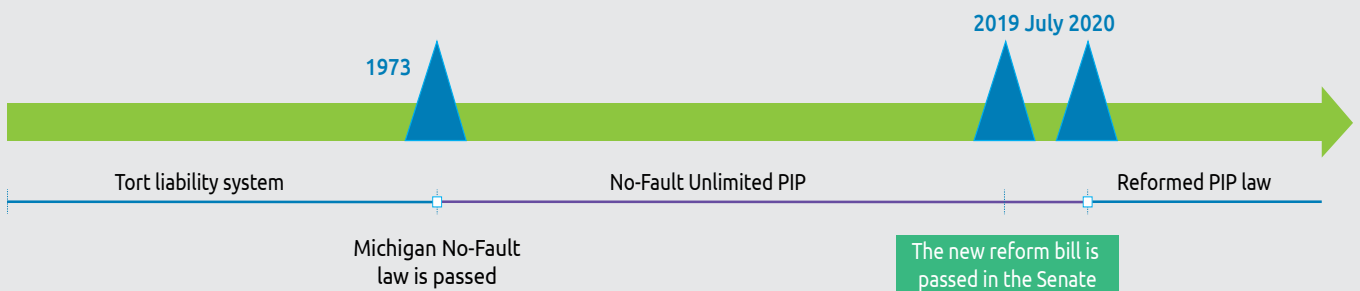 2019 July 2020
1973
Tort liability system
No-Fault Unlimited PIP
Reformed PIP law
Michigan No-Fault
law is passed
The new reform bill is
passed in the Senate